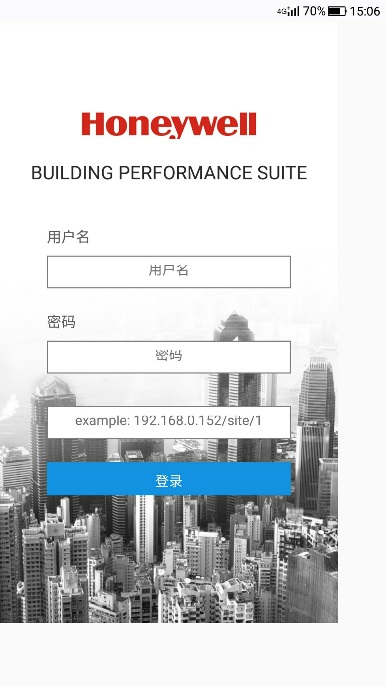 4G 70% 15:06
Honeywell
BUILDING PERFORMANCE SUITE
用户名
用户名
密码
密码
example: 192.168.0.152/site/1
登录